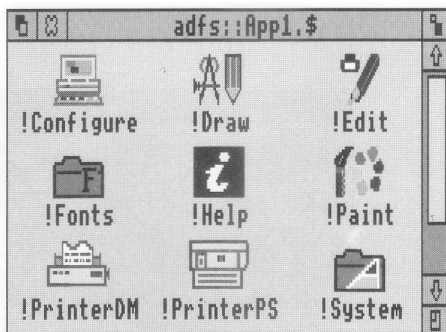 adfs::App1.$
!Configure !Draw !Edit
!Fonts !Help !Paint
!PrinterDM !PrinterPS !System